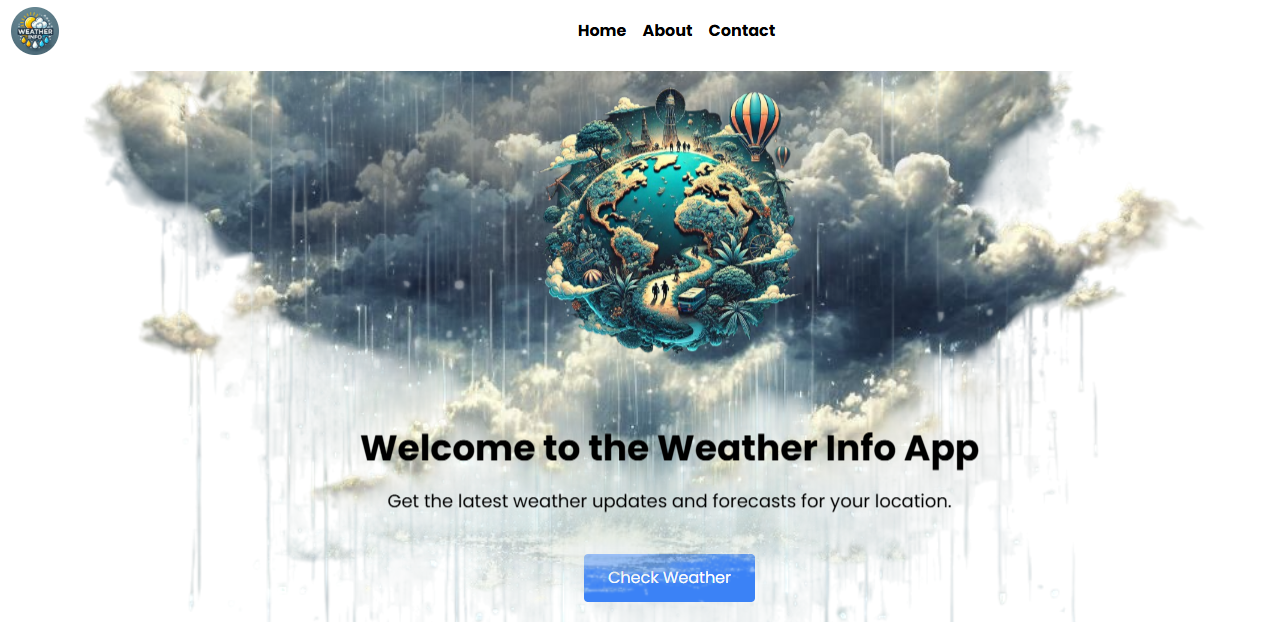 WEATHER
INFO
Home About Contact
Welcome to the Weather Info App
Get the latest weather updates and forecasts for your location.
Check Weather